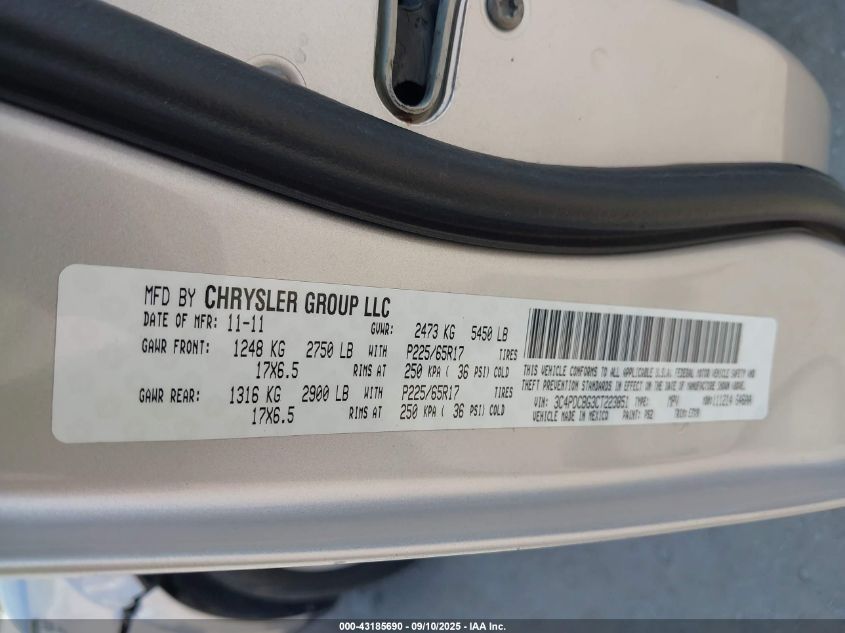 MFD BY CHRYSLER GROUP LLC
DATE OF MFR: 11-11 GVWR: 2473 KG 5450 LB
GAWR FRONT: 1248 KG 2750 LB WITH P225/65R17 TIRES
17X6.5 RIMS AT 250 KPA ( 36 PSI) COLD
GAWR REAR: 1316 KG 2900 LB WITH P225/65R17 TIRES
17X6.5 RIMS AT 250 KPA ( 36 PSI) COLD
THIS VEHICLE CONFORMS TO ALL APPLICABLE U.S.A. FEDERAL MOTOR VEHICLE SAFETY AND
THEFT PREVENTION STANDARDS IN EFFECT ON THE DATE OF MANUFACTURE SHOWN ABOVE.
VIN: 3C4PDCBG3CT223051 TYPE: MPV
VEHICLE MADE IN MEXICO PAINT: TRIM:
000-43185690 - 09/10/2025 - IAA Inc.